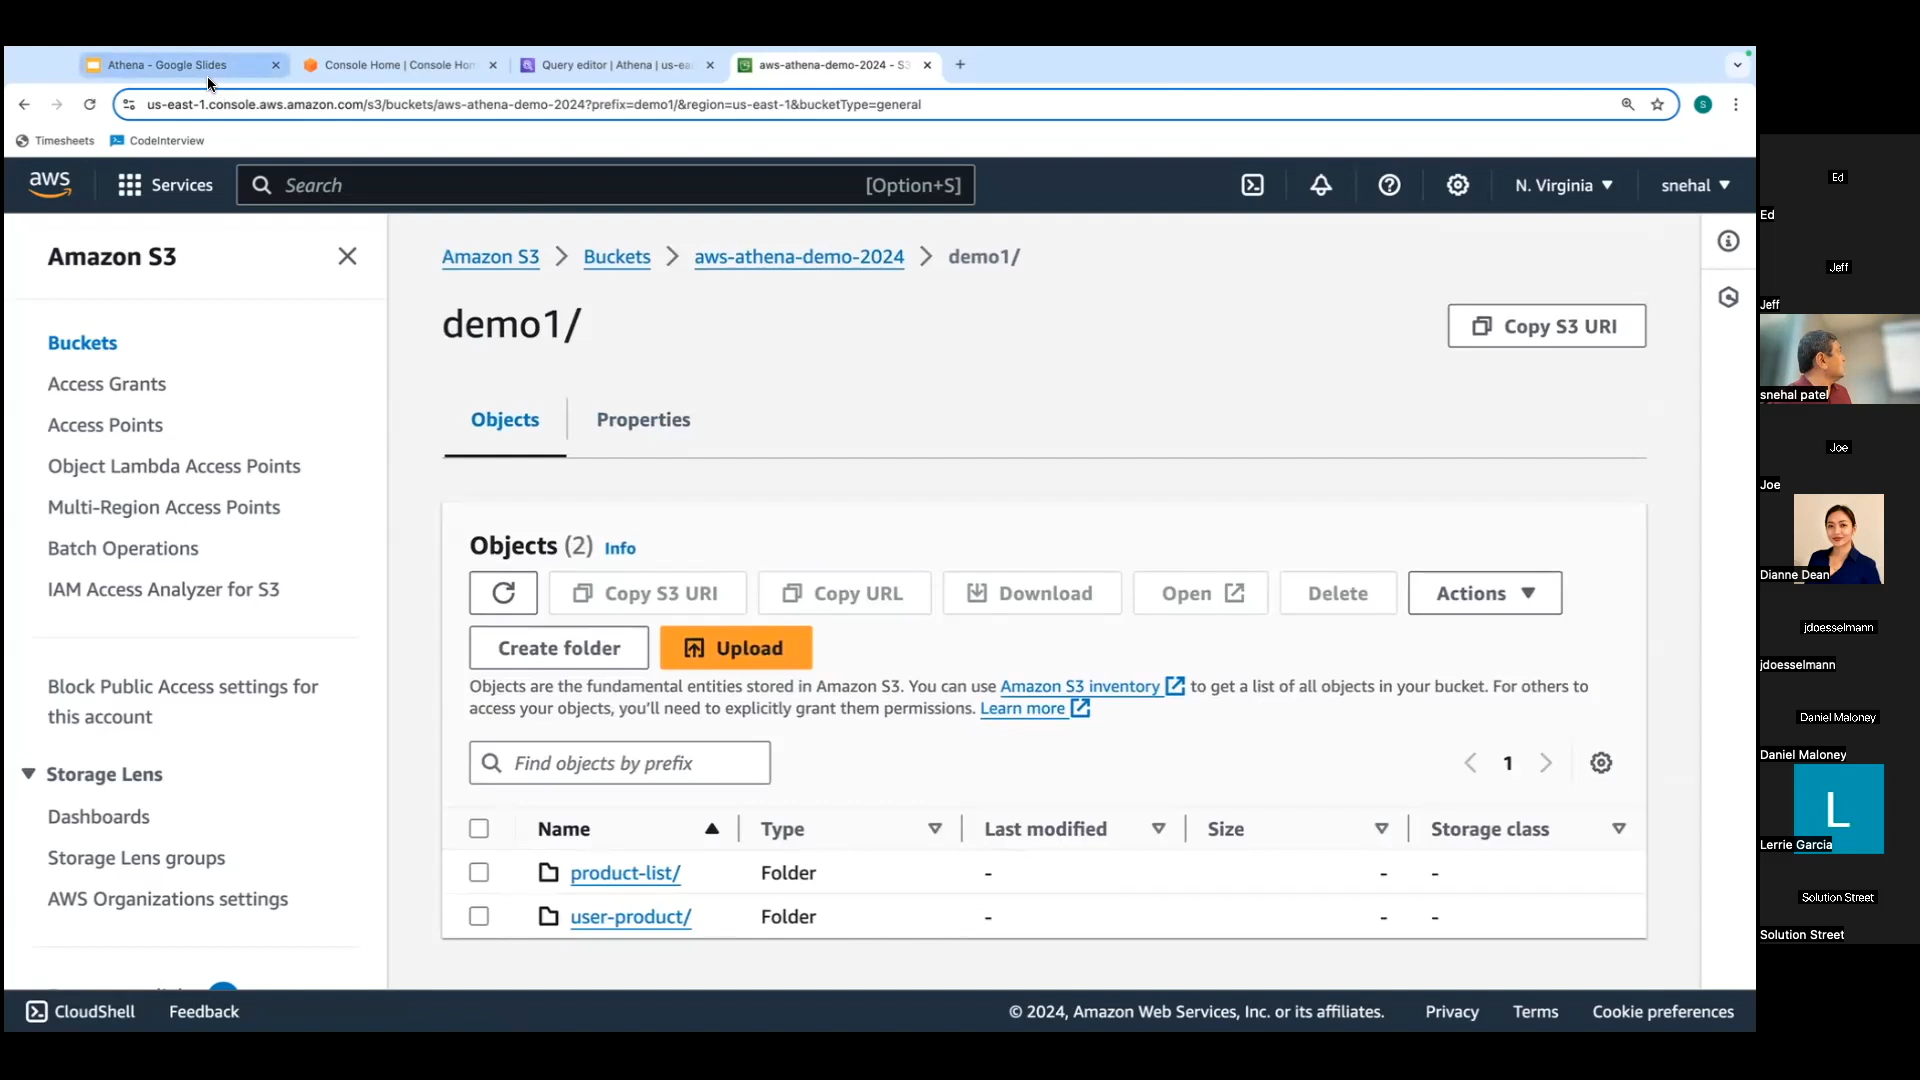 Athena - Google Slides
Console Home | Console Hom
Query editor | Athena | us-ea
aws-athena-demo-2024 - S3
us-east-1.console.aws.amazon.com/s3/buckets/aws-athena-demo-2024?prefix=demo1/&region=us-east-1&bucketType=general
S
Timesheets
CodeInterview
aws
Services
Search
[Option+S]
N. Virginia
snehal
Amazon S3
Buckets
Access Grants
Access Points
Object Lambda Access Points
Multi-Region Access Points
Batch Operations
IAM Access Analyzer for S3
Block Public Access settings for
this account
Storage Lens
Dashboards
Storage Lens groups
AWS Organizations settings
Amazon S3
Buckets
aws-athena-demo-2024
demo1/
demo1/
Copy S3 URI
Objects
Properties
Objects (2) Info
Copy S3 URI
Copy URL
Download
Open
Delete
Actions
Create folder
Upload
Objects are the fundamental entities stored in Amazon S3. You can use Amazon S3 inventory to get a list of all objects in your bucket. For others to
access your objects, you'll need to explicitly grant them permissions. Learn more
Find objects by prefix
1
Name Type Last modified Size Storage class
product-list/ Folder - - -
user-product/ Folder - - -
CloudShell
Feedback
© 2024, Amazon Web Services, Inc. or its affiliates.
Privacy
Terms
Cookie preferences
Ed
Ed
Jeff
Jeff
snehal patel
Joe
Joe
Dianne Dean
jdoesselmann
jdoesselmann
Daniel Maloney
Daniel Maloney
L
Lerrie Garcia
Solution Street
Solution Street